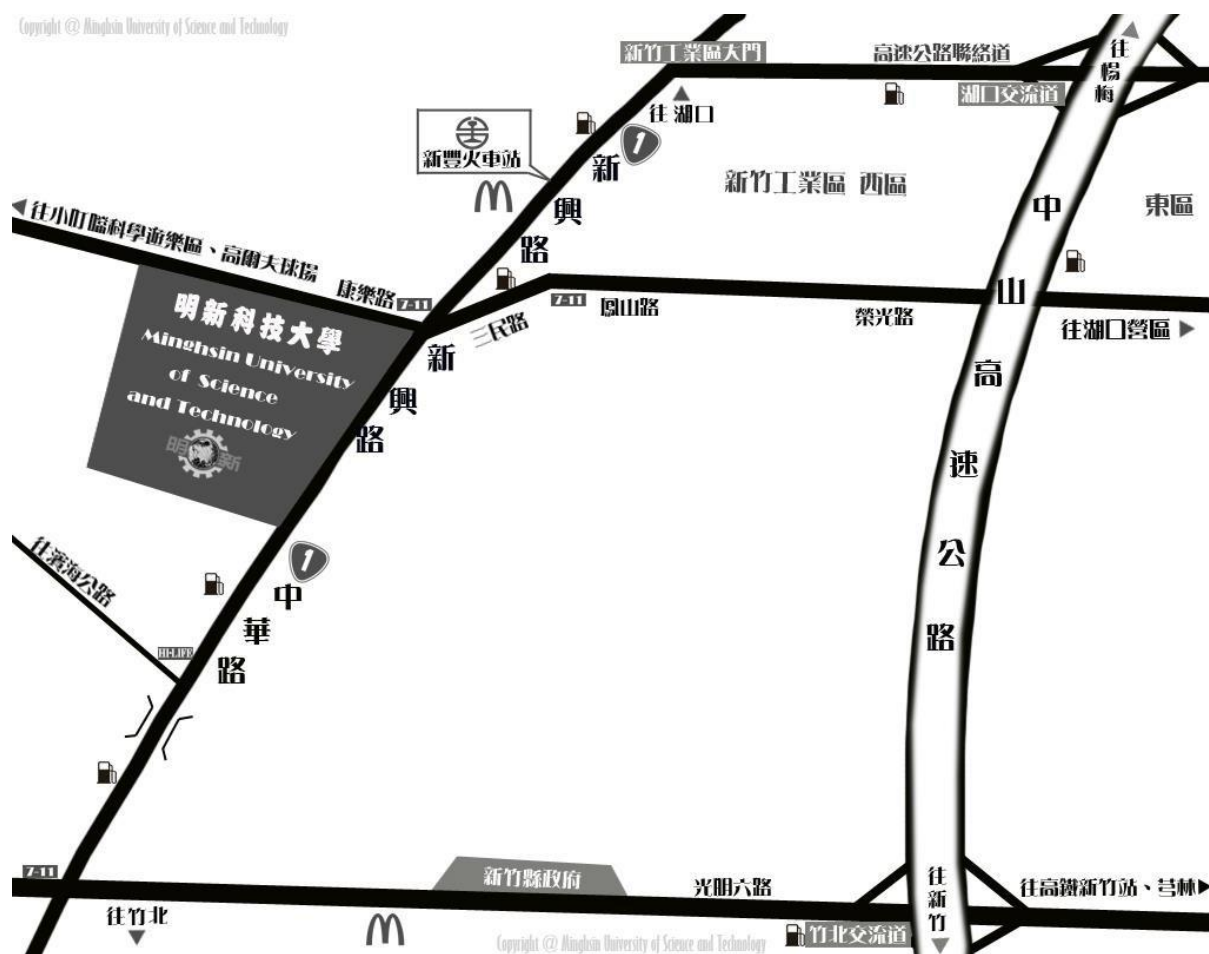 Copyright @ Minghsin University of Science and Technology
新竹工業區大門
高速公路聯絡道
往楊梅
湖口交流道
往湖口
1
新豐火車站
新興路
新竹工業區 西區
東區
往小叮噹科學遊樂區、高爾夫球場
康樂路
7-11
7-11
鳳山路
三民路
榮光路
往湖口營區
中山高速公路
明新科技大學
Minghsin University
of Science
and Technology
明新
新興路
1
往濱海公路
中華路
HI-LIFE
7-11
新竹縣政府
光明六路
往新竹
往高鐵新竹站、芎林
往竹北
竹北交流道
Copyright @ Minghsin University of Science and Technology